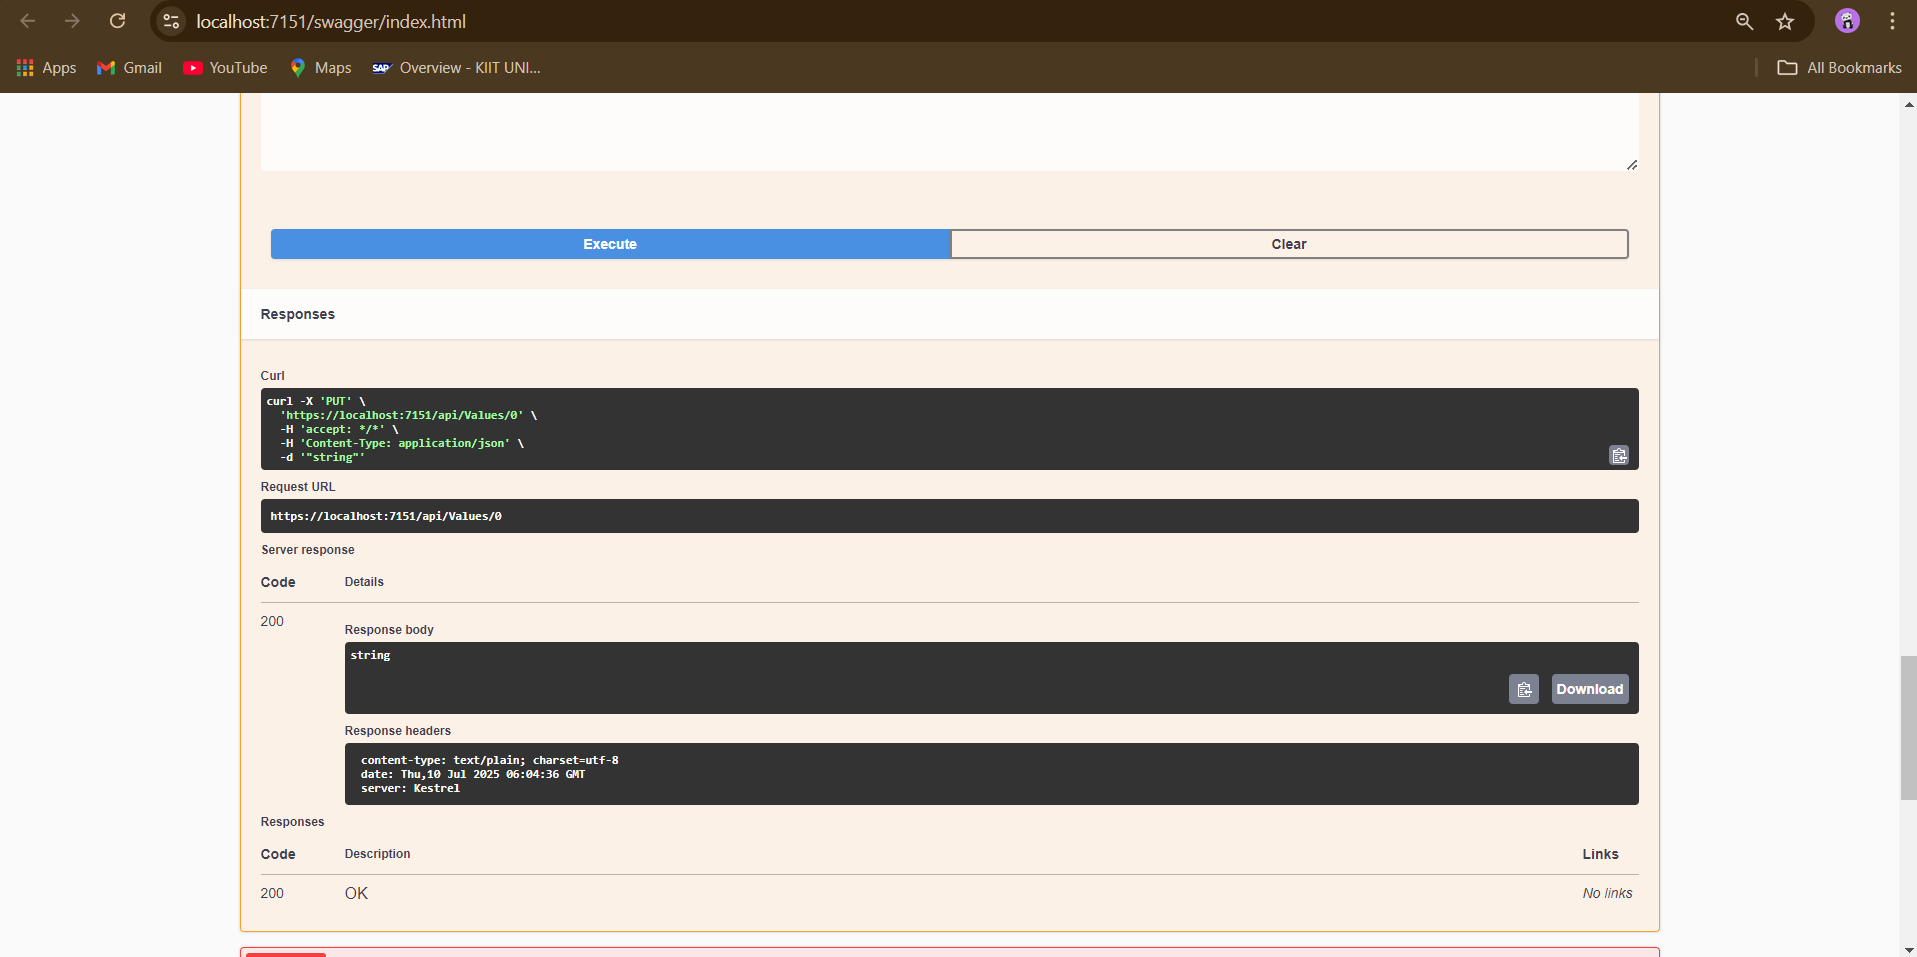 localhost:7151/swagger/index.html
Apps Gmail YouTube Maps SAP Overview - KIIT UNI... All Bookmarks
Execute Clear
Responses
Curl
curl -X 'PUT' \
'https://localhost:7151/api/Values/0' \
-H 'accept: */*' \
-H 'Content-Type: application/json' \
-d '"string"'
Request URL
https://localhost:7151/api/Values/0
Server response
Code Details
200
Response body
string
Download
Response headers
content-type: text/plain; charset=utf-8
date: Thu,10 Jul 2025 06:04:36 GMT
server: Kestrel
Responses
Code Description Links
200 OK No links